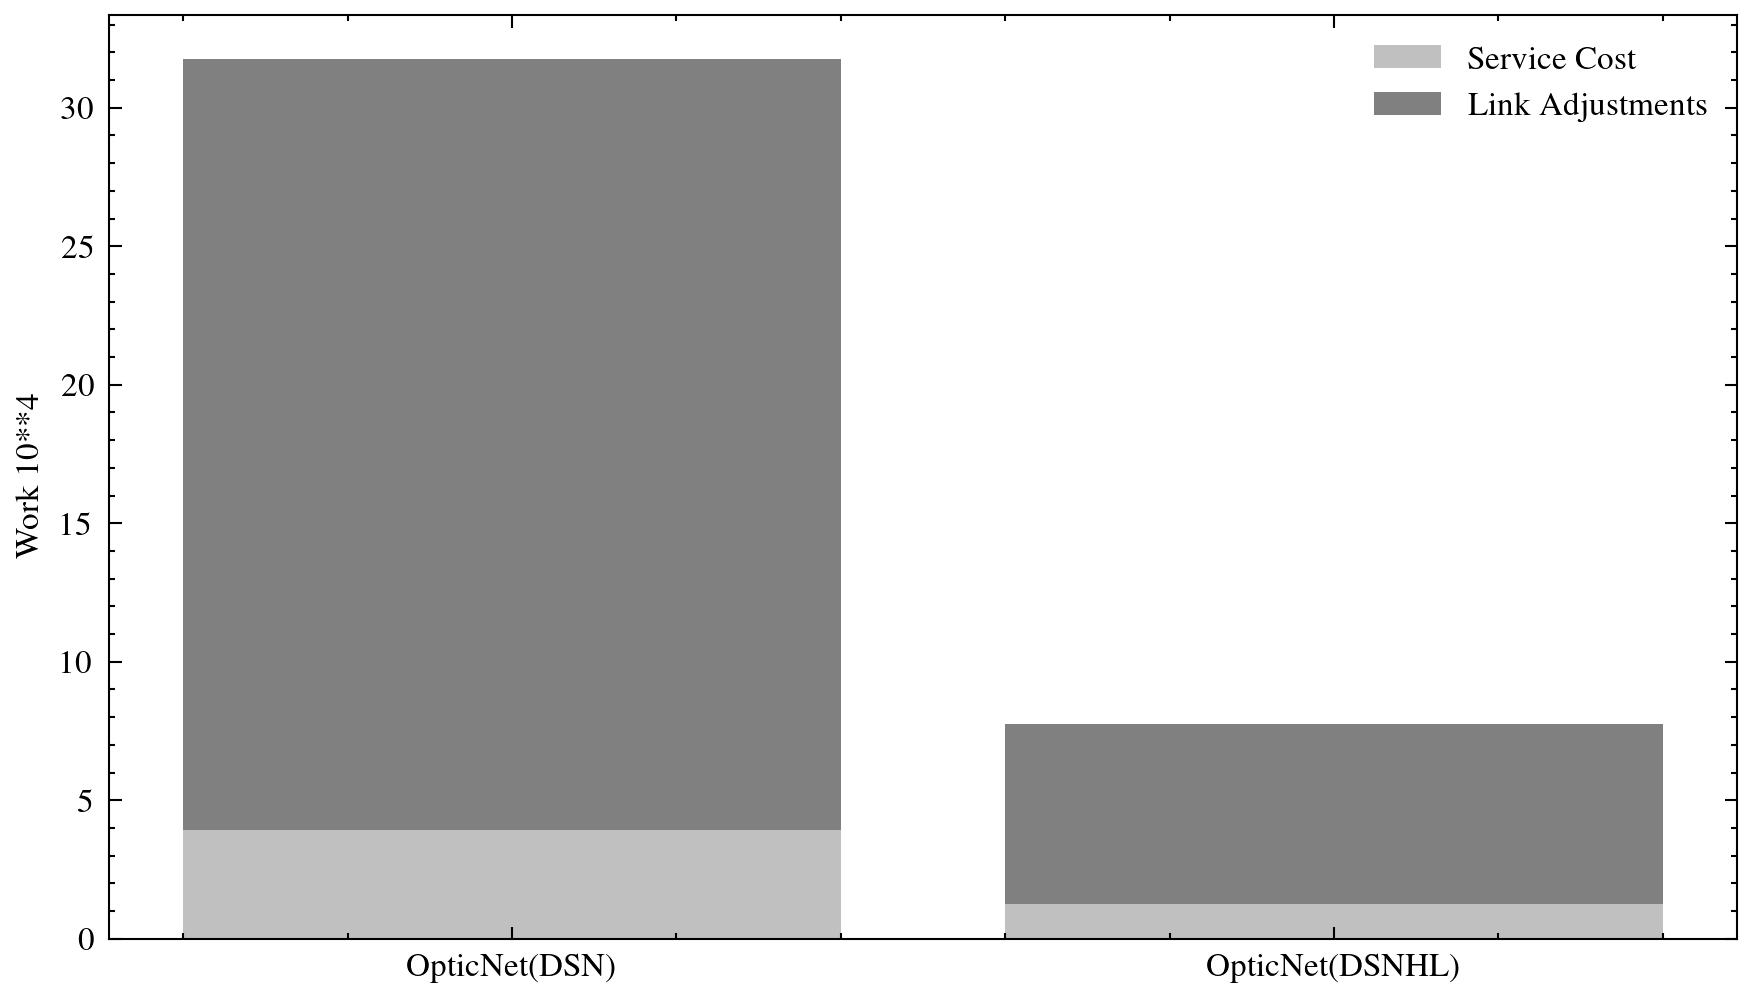 Service Cost
Link Adjustments
Work 10**4
30
25
20
15
10
5
0
OpticNet(DSN)
OpticNet(DSNHL)